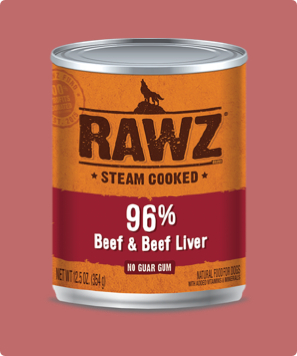 RAWZ
STEAM COOKED
96%
Beef & Beef Liver
NO GUAR GUM
NET WT 12.5 OZ. (354 g)
NATURAL FOOD FOR DOGS
WITH ADDED VITAMINS & MINERALS